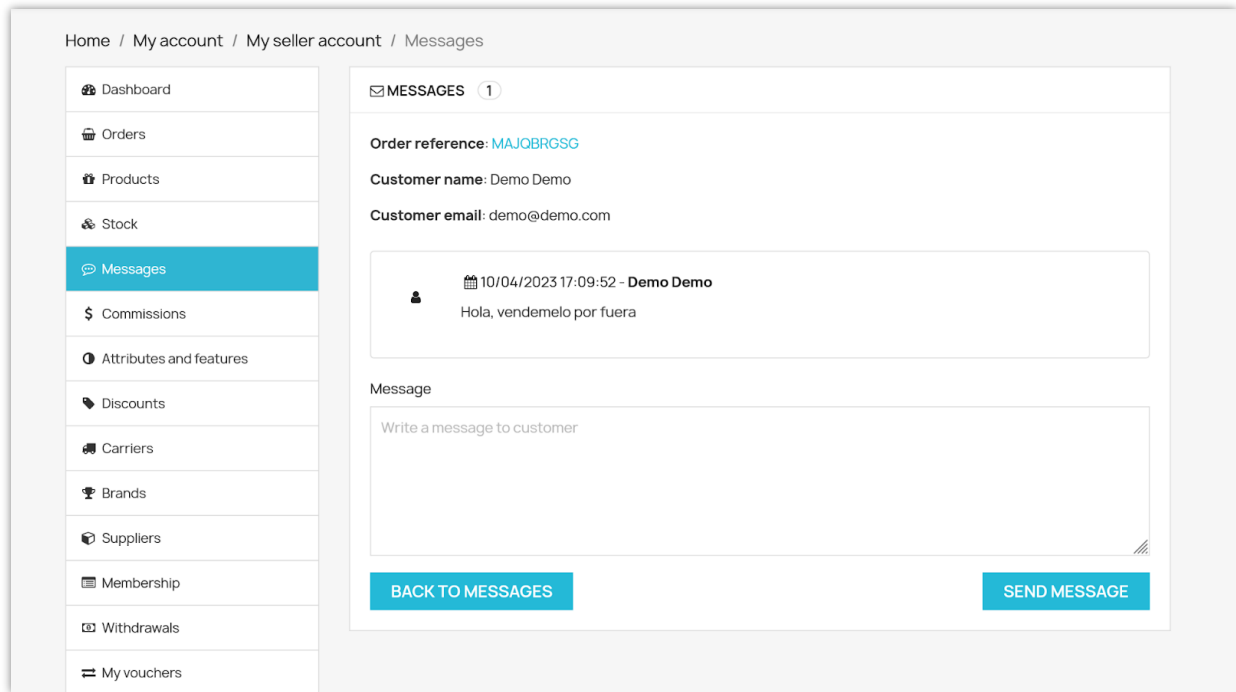 Home / My account / My seller account / Messages
Dashboard
Orders
Products
Stock
Messages
Commissions
Attributes and features
Discounts
Carriers
Brands
Suppliers
Membership
Withdrawals
My vouchers
MESSAGES 1
Order reference: MAJQBRGSG
Customer name: Demo Demo
Customer email: demo@demo.com
10/04/2023 17:09:52 - Demo Demo
Hola, vendemelo por fuera
Message
Write a message to customer
BACK TO MESSAGES
SEND MESSAGE